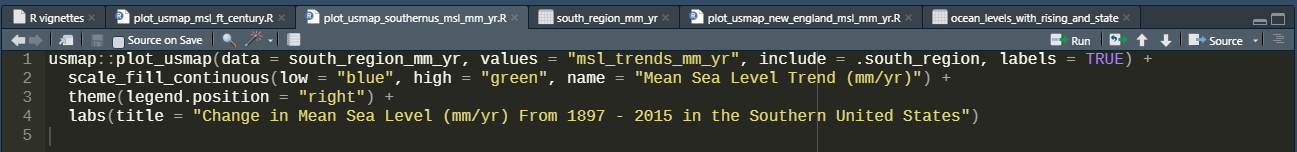 R vignettes × plot_usmap_msl_ft_century.R × plot_usmap_southernus_msl_mm_yr.R × south_region_mm_yr × plot_usmap_new_england_msl_mm_yr.R × ocean_levels_with_rising_and_state ×
Source on Save Run Source
1 usmap::plot_usmap(data = south_region_mm_yr, values = "msl_trends_mm_yr", include = .south_region, labels = TRUE) +
2 scale_fill_continuous(low = "blue", high = "green", name = "Mean Sea Level Trend (mm/yr)") +
3 theme(legend.position = "right") +
4 labs(title = "Change in Mean Sea Level (mm/yr) From 1897 - 2015 in the Southern United States")
5